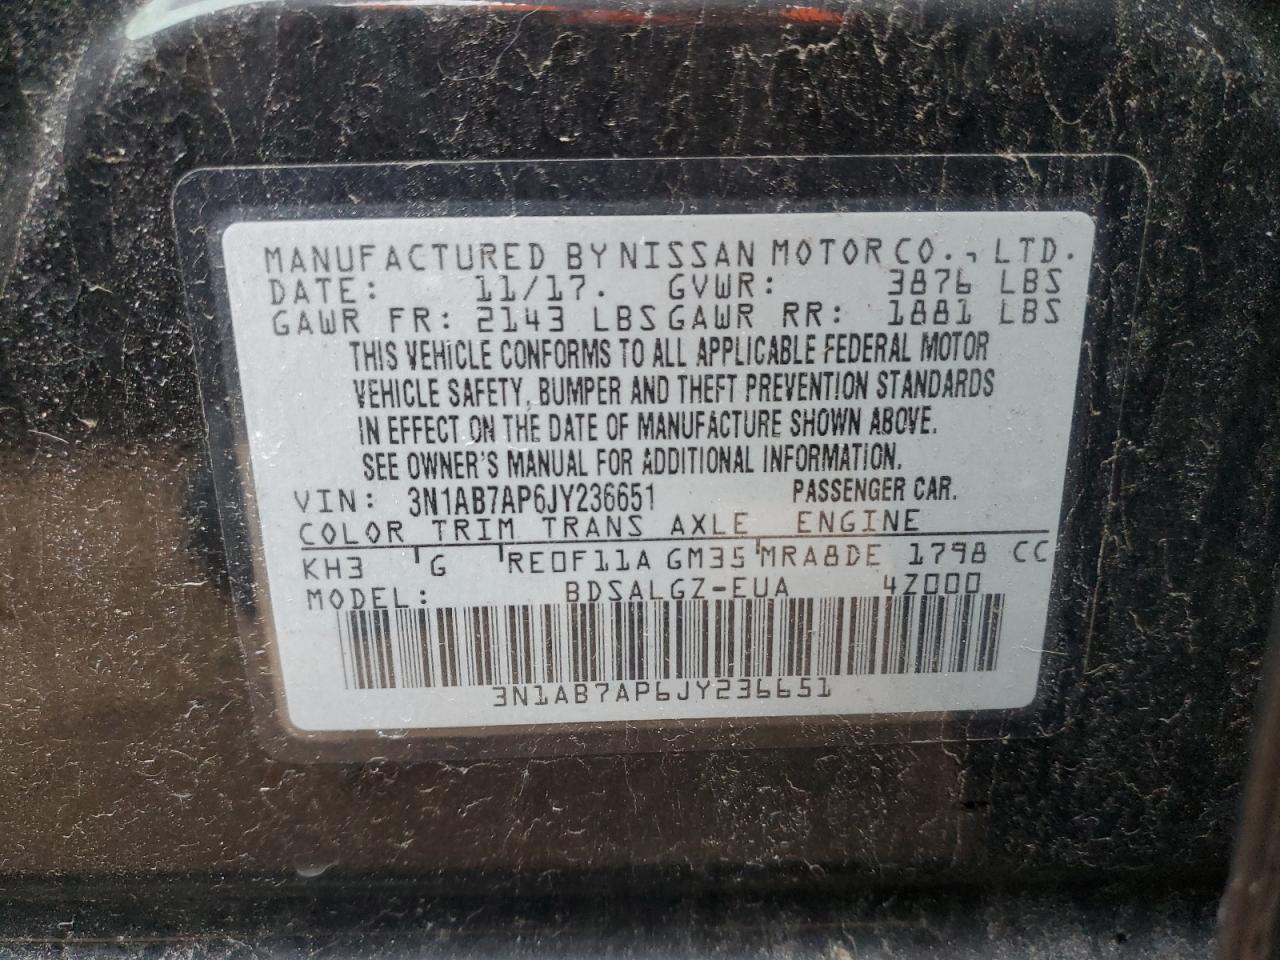 MANUFACTURED BY NISSAN MOTOR CO., LTD.
DATE: 11/17. GVWR: 3876 LBS
GAWR FR: 2143 LBS GAWR RR: 1881 LBS
THIS VEHICLE CONFORMS TO ALL APPLICABLE FEDERAL MOTOR
VEHICLE SAFETY, BUMPER AND THEFT PREVENTION STANDARDS
IN EFFECT ON THE DATE OF MANUFACTURE SHOWN ABOVE.
SEE OWNER'S MANUAL FOR ADDITIONAL INFORMATION.
VIN: 3N1AB7AP6JY236651 PASSENGER CAR.
COLOR TRIM TRANS AXLE ENGINE
KH3 G RE0F11A GM35 MRA8DE 1798 CC
MODEL: BDSALGZ-EUA 4Z000
3N1AB7AP6JY236651